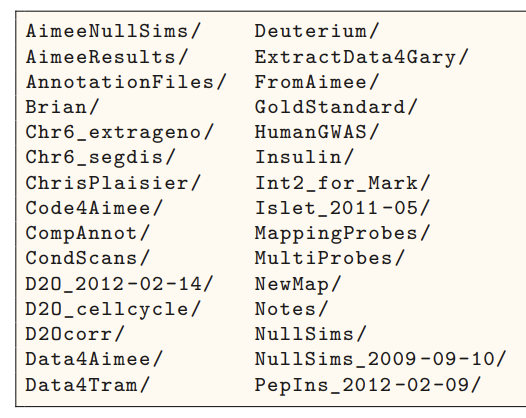 AimeeNullSims/ Deuterium/
AimeeResults/ ExtractData4Gary/
AnnotationFiles/ FromAimee/
Brian/ GoldStandard/
Chr6_extrageno/ HumanGWAS/
Chr6_segdis/ Insulin/
ChrisPlaisier/ Int2_for_Mark/
Code4Aimee/ Islet_2011-05/
CompAnnot/ MappingProbes/
CondScans/ MultiProbes/
D2O_2012-02-14/ NewMap/
D2O_cellcycle/ Notes/
D2Ocorr/ NullSims/
Data4Aimee/ NullSims_2009-09-10/
Data4Tram/ PepIns_2012-02-09/